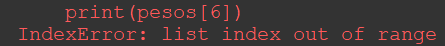 print(pesos[6])
IndexError: list index out of range